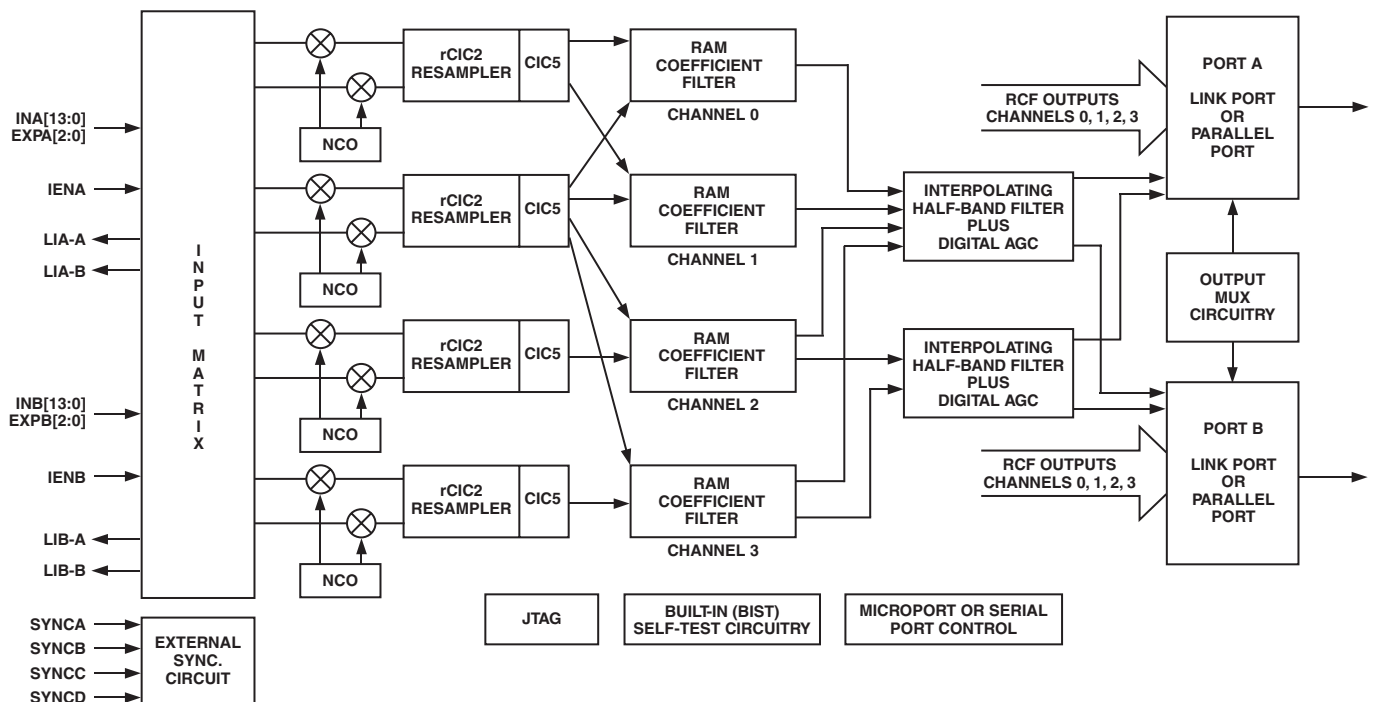 INA[13:0]
EXPA[2:0]
IENA
LIA-A
LIA-B
INB[13:0]
EXPB[2:0]
IENB
LIB-A
LIB-B
SYNCA
SYNCB
SYNCC
SYNCD
INPUT MATRIX
EXTERNAL
SYNC.
CIRCUIT
NCO
NCO
NCO
NCO
rCIC2
RESAMPLER
CIC5
rCIC2
RESAMPLER
CIC5
rCIC2
RESAMPLER
CIC5
rCIC2
RESAMPLER
CIC5
RAM
COEFFICIENT
FILTER
CHANNEL 0
RAM
COEFFICIENT
FILTER
CHANNEL 1
RAM
COEFFICIENT
FILTER
CHANNEL 2
RAM
COEFFICIENT
FILTER
CHANNEL 3
INTERPOLATING
HALF-BAND FILTER
PLUS
DIGITAL AGC
INTERPOLATING
HALF-BAND FILTER
PLUS
DIGITAL AGC
RCF OUTPUTS
CHANNELS 0, 1, 2, 3
RCF OUTPUTS
CHANNELS 0, 1, 2, 3
PORT A
LINK PORT
OR
PARALLEL
PORT
OUTPUT
MUX
CIRCUITRY
PORT B
LINK PORT
OR
PARALLEL
PORT
JTAG
BUILT-IN (BIST)
SELF-TEST CIRCUITRY
MICROPORT OR SERIAL
PORT CONTROL